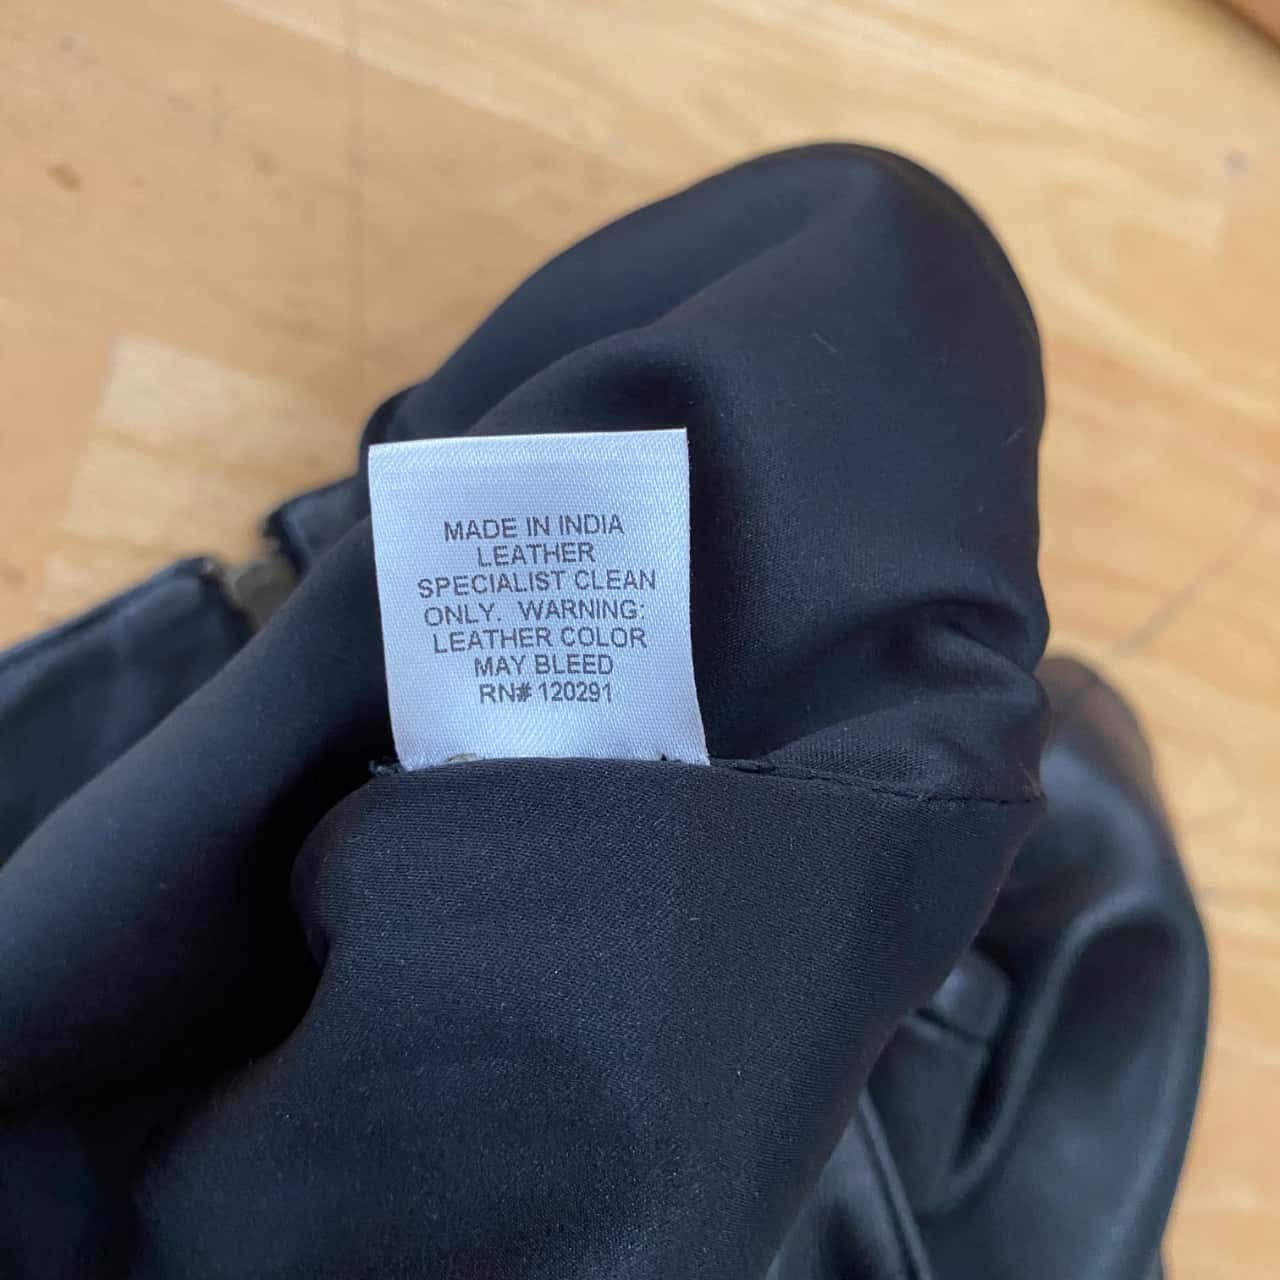 MADE IN INDIA
LEATHER
SPECIALIST CLEAN
ONLY. WARNING:
LEATHER COLOR
MAY BLEED
RN# 120291